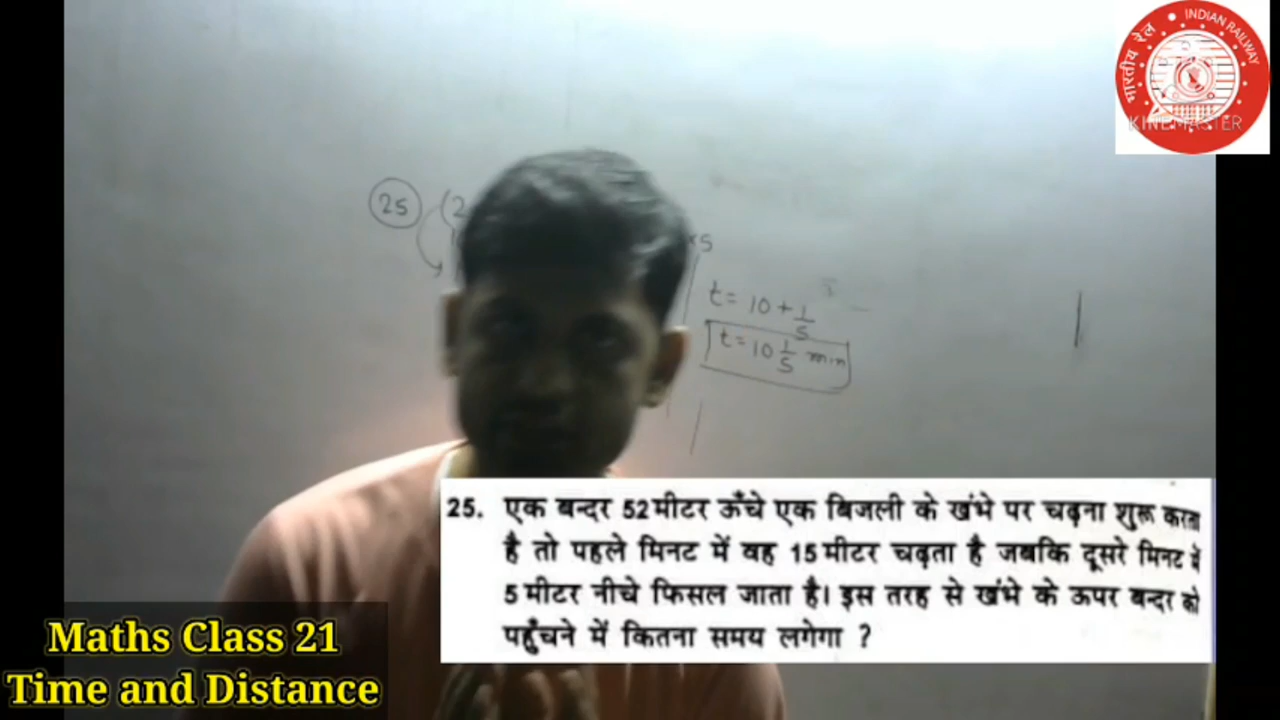 भारतीय रेल
INDIAN RAILWAY
KINEMASTER
25
(2
x5
t = 10 + 1/5
t = 10 1/5 min
25. एक बन्दर 52 मीटर ऊँचे एक बिजली के खंभे पर चढ़ना शुरू करता
है तो पहले मिनट में वह 15 मीटर चढ़ता है जबकि दूसरे मिनट में
5 मीटर नीचे फिसल जाता है। इस तरह से खंभे के ऊपर बन्दर को
पहुँचने में कितना समय लगेगा ?
Maths Class 21
Time and Distance